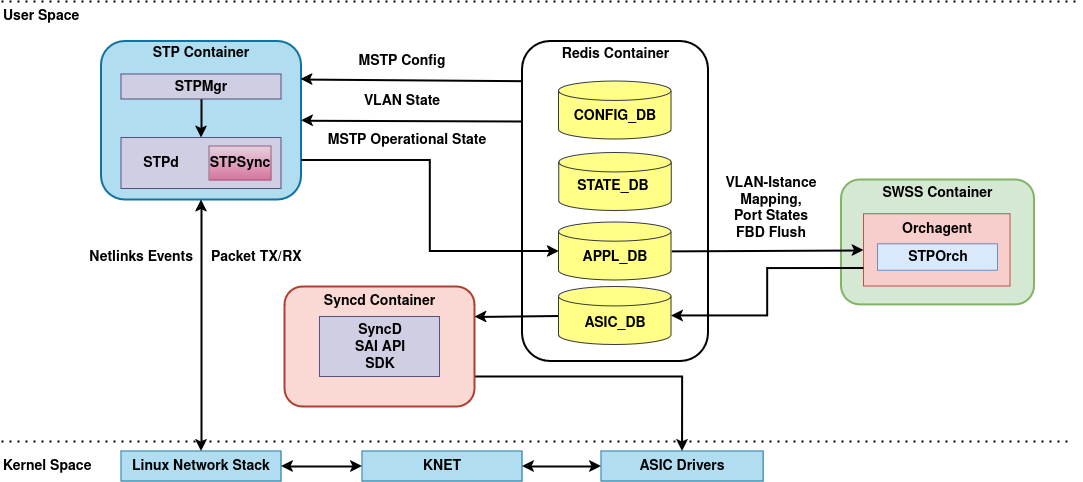 User Space
STP Container
STPMgr
STPd
STPSync
MSTP Config
VLAN State
MSTP Operational State
Redis Container
CONFIG_DB
STATE_DB
APPL_DB
ASIC_DB
VLAN-Istance
Mapping,
Port States
FBD Flush
SWSS Container
Orchagent
STPOrch
Netlinks Events
Packet TX/RX
Syncd Container
SyncD
SAI API
SDK
Kernel Space
Linux Network Stack
KNET
ASIC Drivers